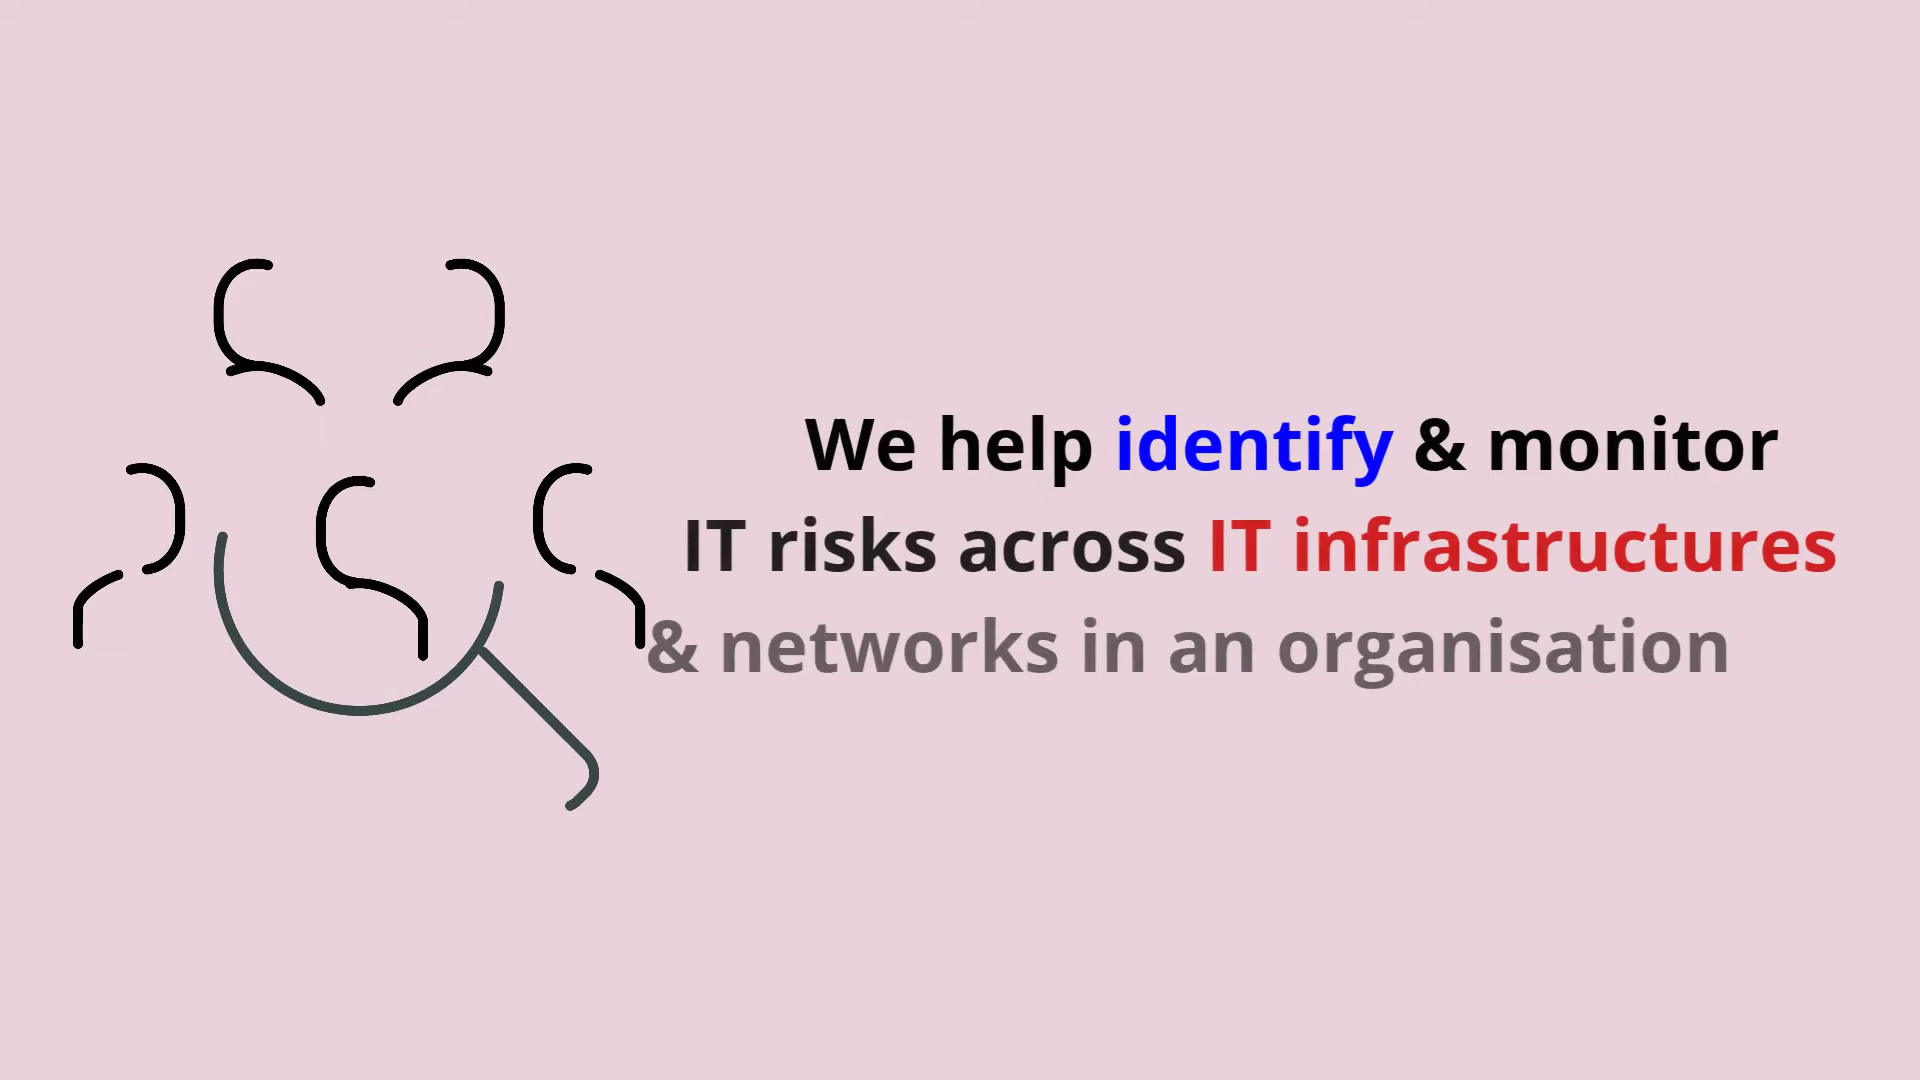 We help identify & monitor
IT risks across IT infrastructures
& networks in an organisation